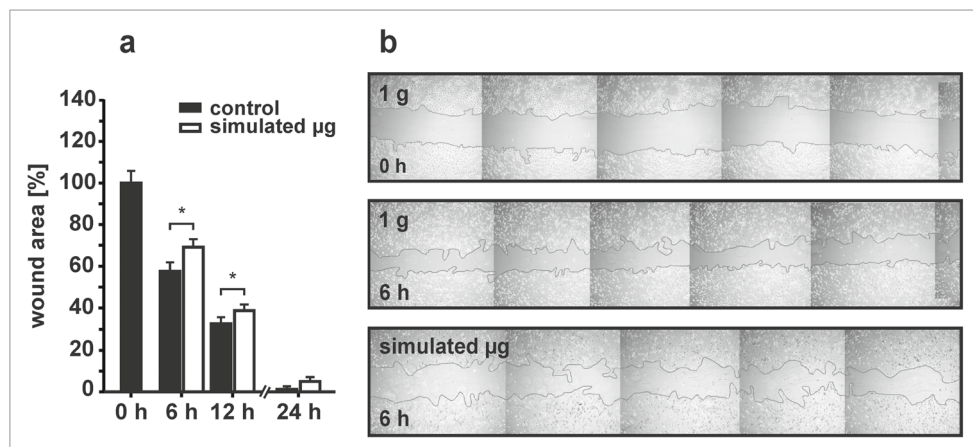 a
140
120
100
80
60
40
20
0
wound area [%]
control
simulated µg
*
*
0 h
6 h
12 h
24 h
b
1 g
0 h
1 g
6 h
simulated µg
6 h